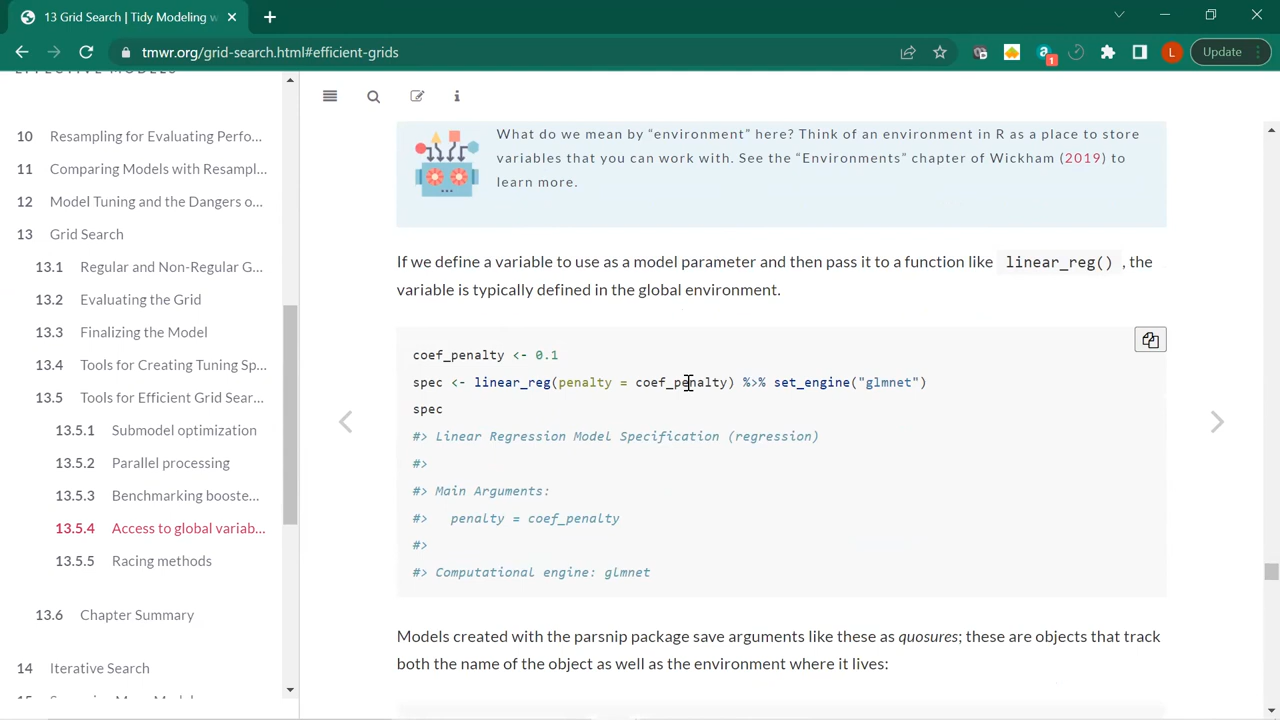 13 Grid Search | Tidy Modeling w
tmwr.org/grid-search.html#efficient-grids
1
L
Update
10 Resampling for Evaluating Perfo...
11 Comparing Models with Resampl...
12 Model Tuning and the Dangers o...
13 Grid Search
13.1 Regular and Non-Regular G...
13.2 Evaluating the Grid
13.3 Finalizing the Model
13.4 Tools for Creating Tuning Sp...
13.5 Tools for Efficient Grid Sear...
13.5.1 Submodel optimization
13.5.2 Parallel processing
13.5.3 Benchmarking booste...
13.5.4 Access to global variab...
13.5.5 Racing methods
13.6 Chapter Summary
14 Iterative Search
What do we mean by “environment” here? Think of an environment in R as a place to store
variables that you can work with. See the “Environments” chapter of Wickham (2019) to
learn more.
If we define a variable to use as a model parameter and then pass it to a function like linear_reg() , the
variable is typically defined in the global environment.
coef_penalty <- 0.1
spec <- linear_reg(penalty = coef_penalty) %>% set_engine("glmnet")
spec
#> Linear Regression Model Specification (regression)
#>
#> Main Arguments:
#>   penalty = coef_penalty
#>
#> Computational engine: glmnet
Models created with the parsnip package save arguments like these as quosures; these are objects that track
both the name of the object as well as the environment where it lives: